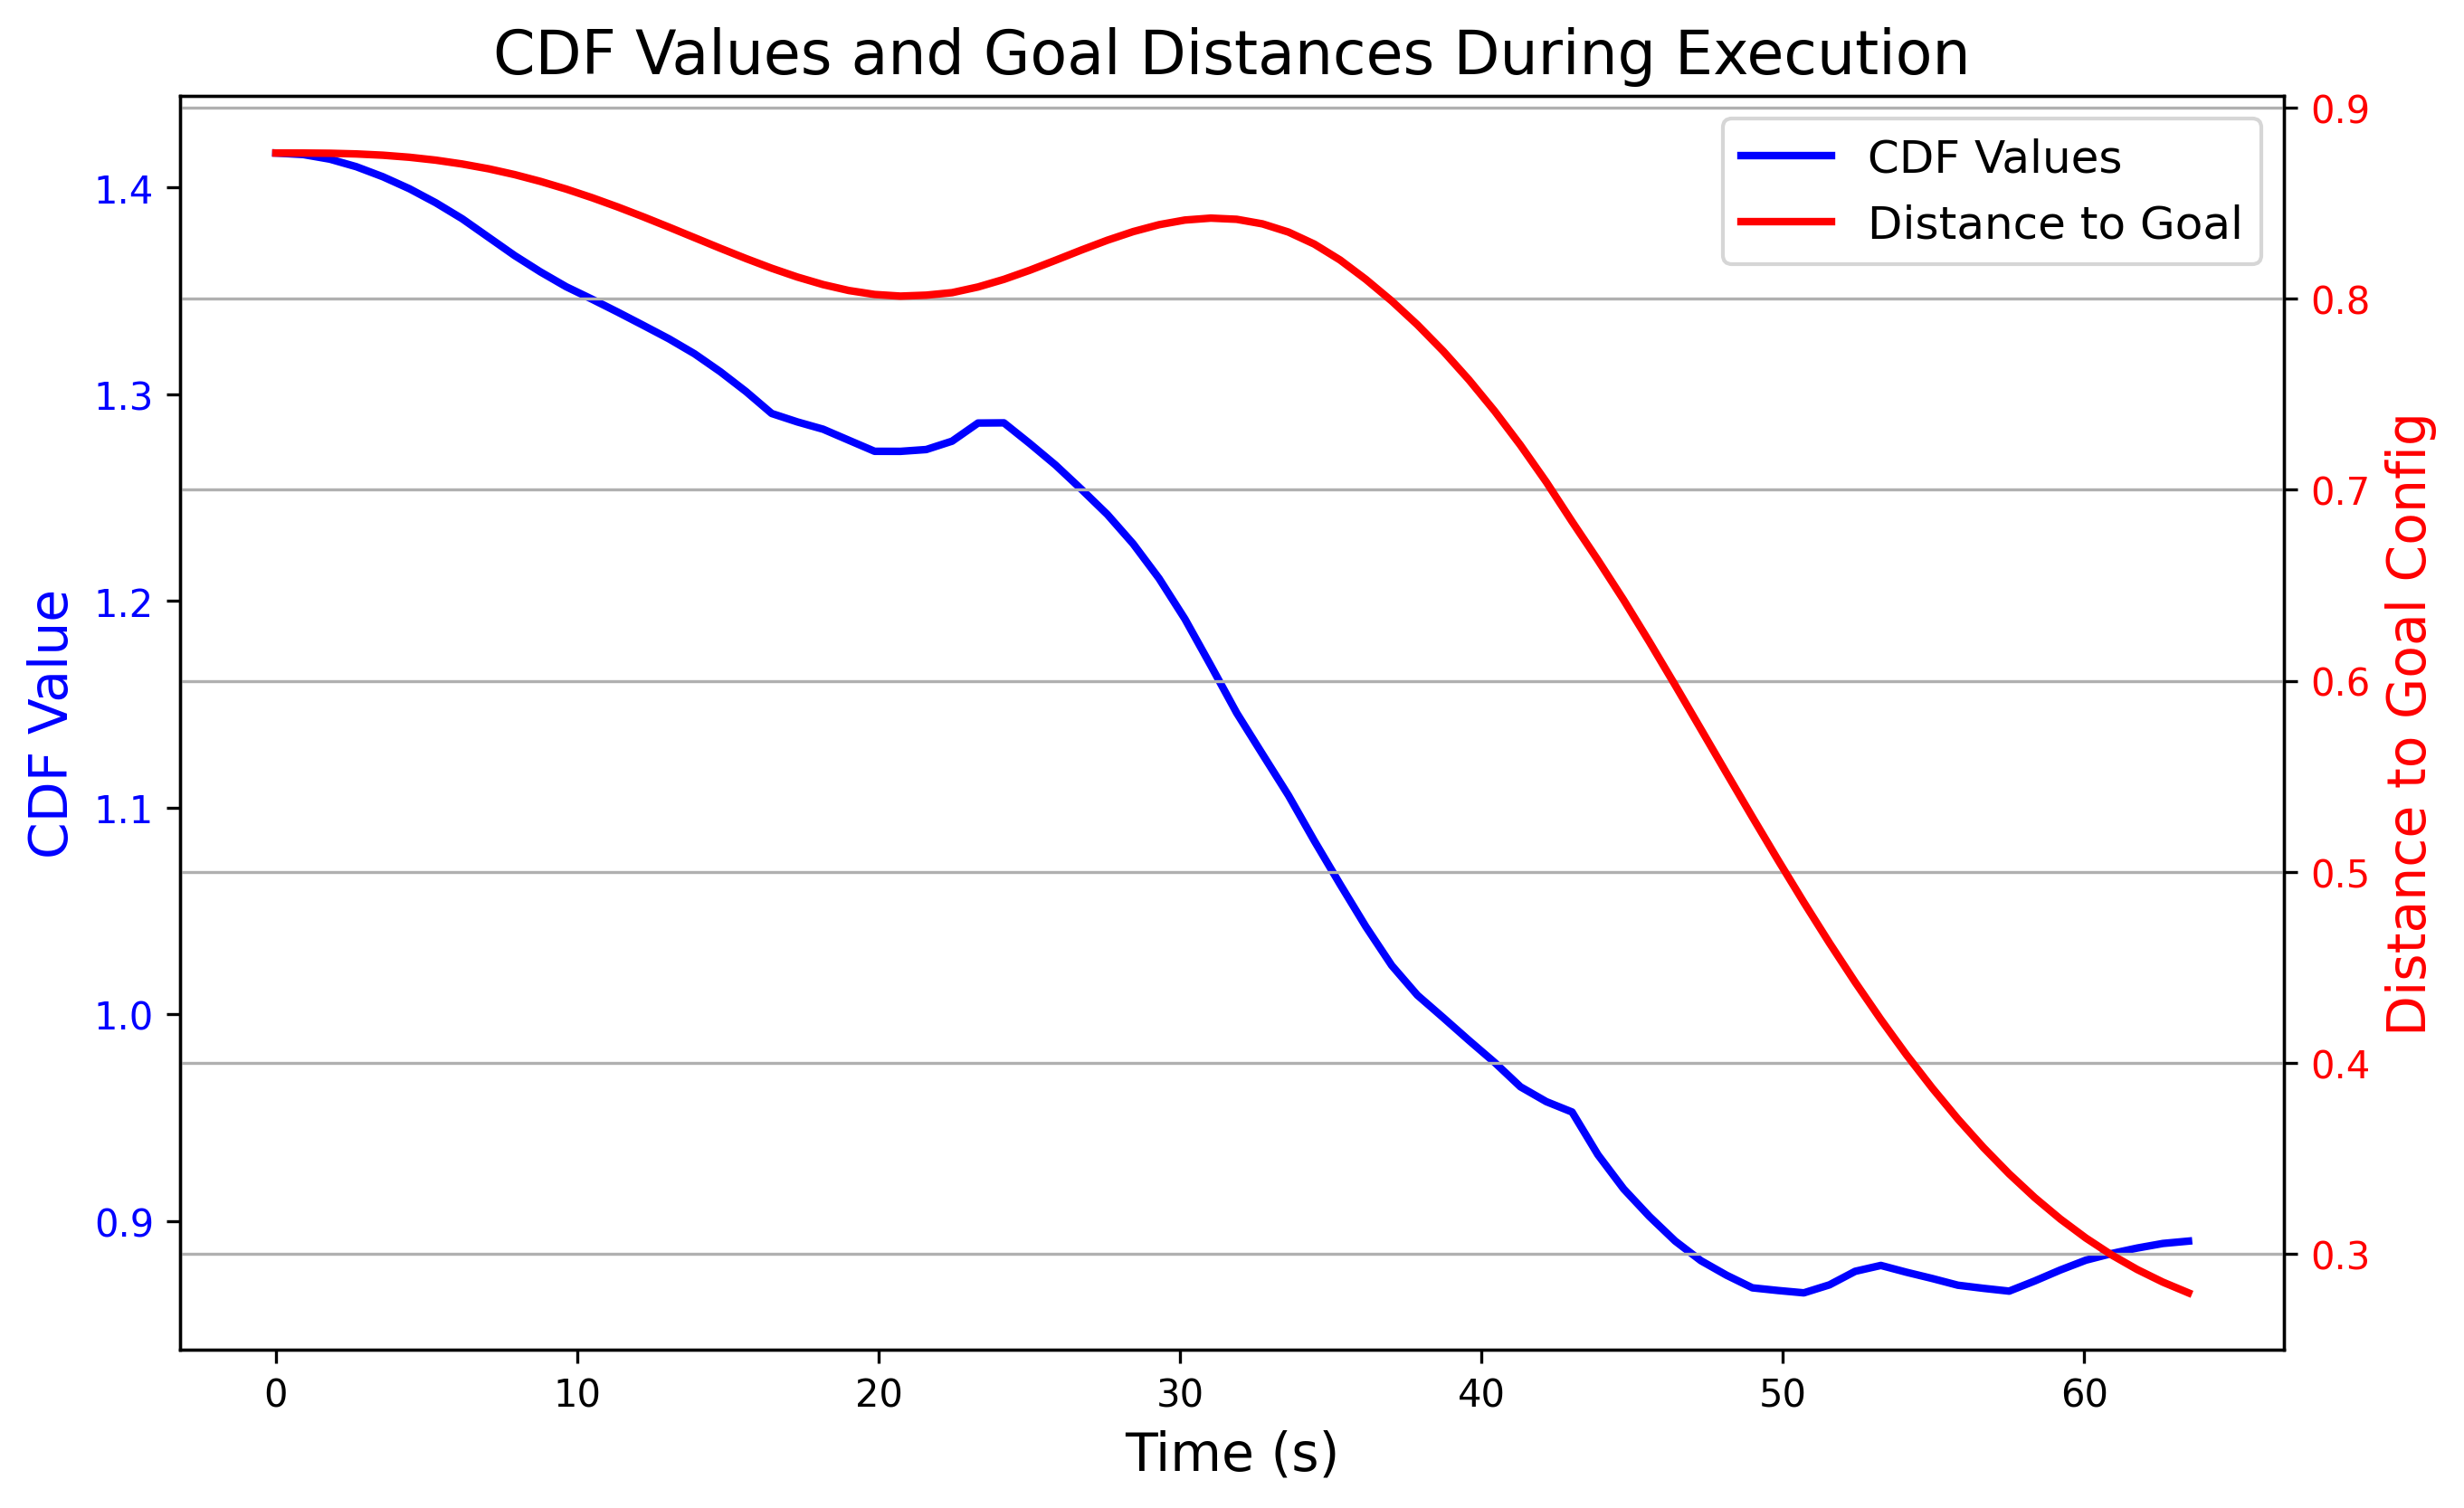 CDF Values and Goal Distances During Execution
CDF Values
Distance to Goal
CDF Value
1.4
1.3
1.2
1.1
1.0
0.9
Distance to Goal Config
0.9
0.8
0.7
0.6
0.5
0.4
0.3
0 10 20 30 40 50 60
Time (s)